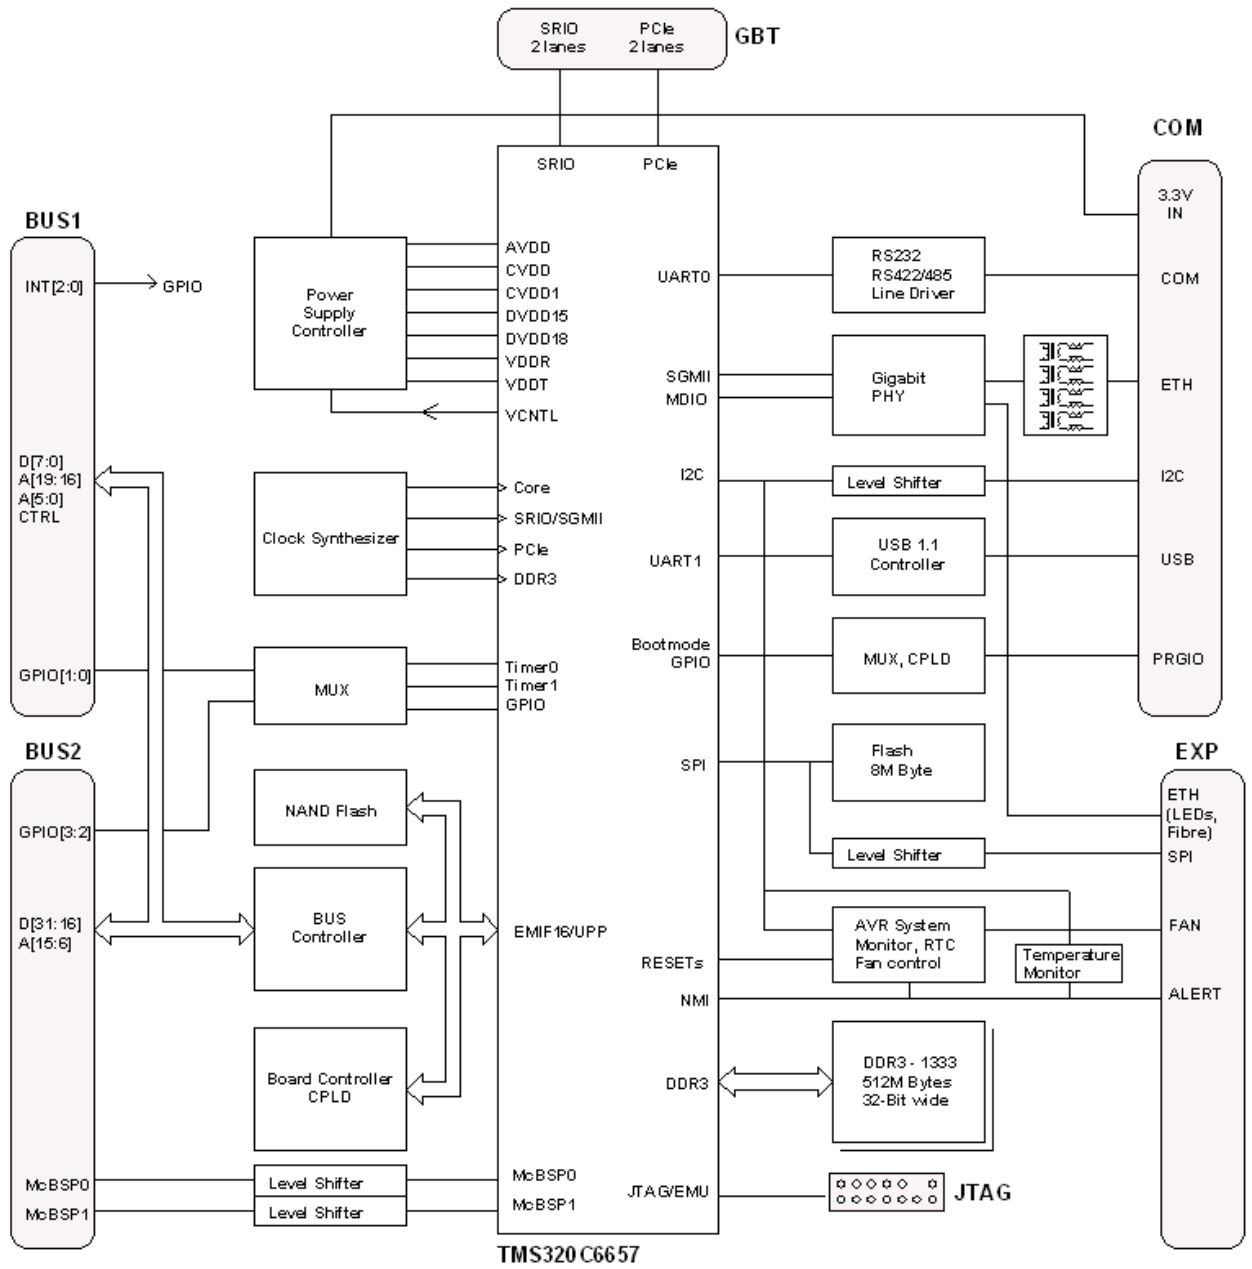 SRIO
2 lanes
PCIe
2 lanes
GBT
COM
3.3V
IN
COM
ETH
I2C
USB
PRGIO
BUS1
INT[2:0]
GPIO
D[7:0]
A[19:16]
A[5:0]
CTRL
GPIO[1:0]
BUS2
GPIO[3:2]
D[31:16]
A[15:6]
McBSP0
McBSP1
Power
Supply
Controller
Clock Synthesizer
MUX
NAND Flash
BUS
Controller
Board Controller
CPLD
Level Shifter
Level Shifter
SRIO
PCIe
AVDD
CVDD
CVDD1
DVDD15
DVDD18
VDDR
VDDT
VCNTL
Core
SRIO/SGMII
PCIe
DDR3
Timer0
Timer1
GPIO
EMIF16/UPP
McBSP0
McBSP1
UART0
SGMII
MDIO
I2C
UART1
Bootmode
GPIO
SPI
RESETs
NMI
DDR3
JTAG/EMU
TMS320C6657
RS232
RS422/485
Line Driver
Gigabit
PHY
Level Shifter
USB 1.1
Controller
MUX, CPLD
Flash
8M Byte
Level Shifter
AVR System
Monitor, RTC
Fan control
Temperature
Monitor
DDR3 - 1333
512M Bytes
32-Bit wide
JTAG
EXP
ETH
(LEDs,
Fibre)
SPI
FAN
ALERT